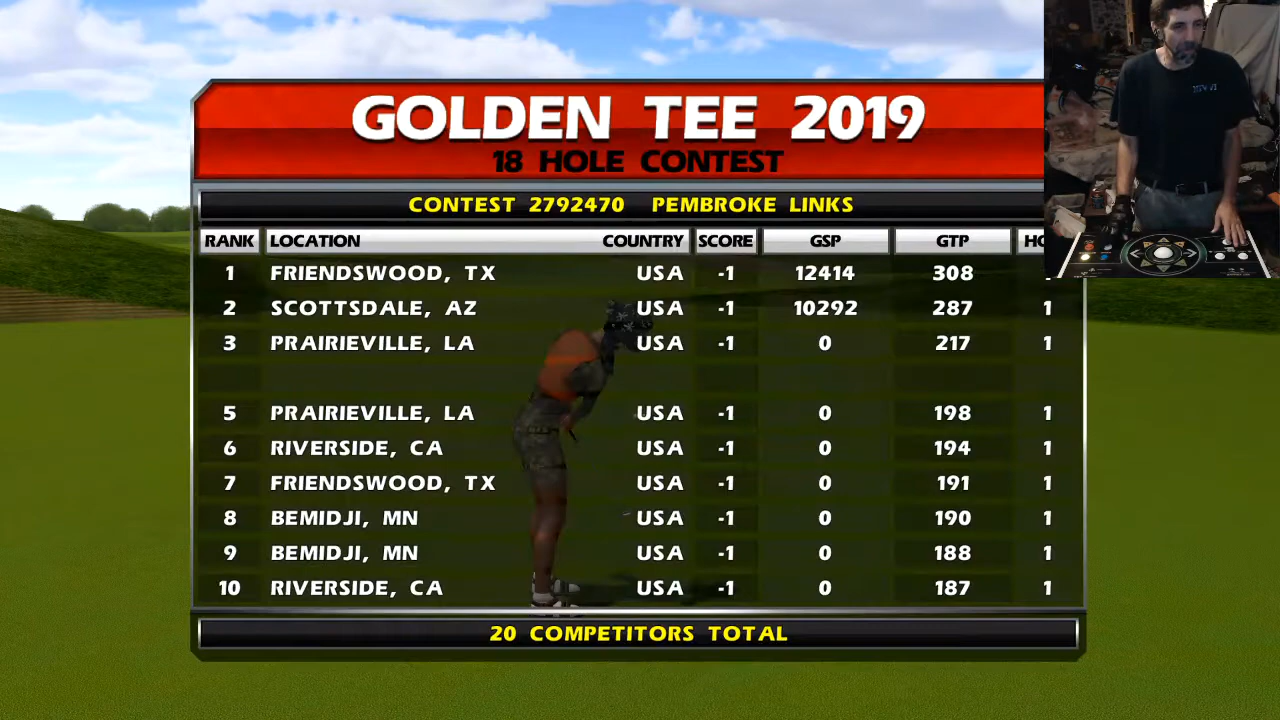 GOLDEN TEE 2019
18 HOLE CONTEST
CONTEST 2792470 PEMBROKE LINKS
RANK LOCATION COUNTRY SCORE GSP GTP
1 FRIENDSWOOD, TX USA -1 12414 308
2 SCOTTSDALE, AZ USA -1 10292 287 1
3 PRAIRIEVILLE, LA USA -1 0 217 1
5 PRAIRIEVILLE, LA USA -1 0 198 1
6 RIVERSIDE, CA USA -1 0 194 1
7 FRIENDSWOOD, TX USA -1 0 191 1
8 BEMIDJI, MN USA -1 0 190 1
9 BEMIDJI, MN USA -1 0 188 1
10 RIVERSIDE, CA USA -1 0 187 1
20 COMPETITORS TOTAL